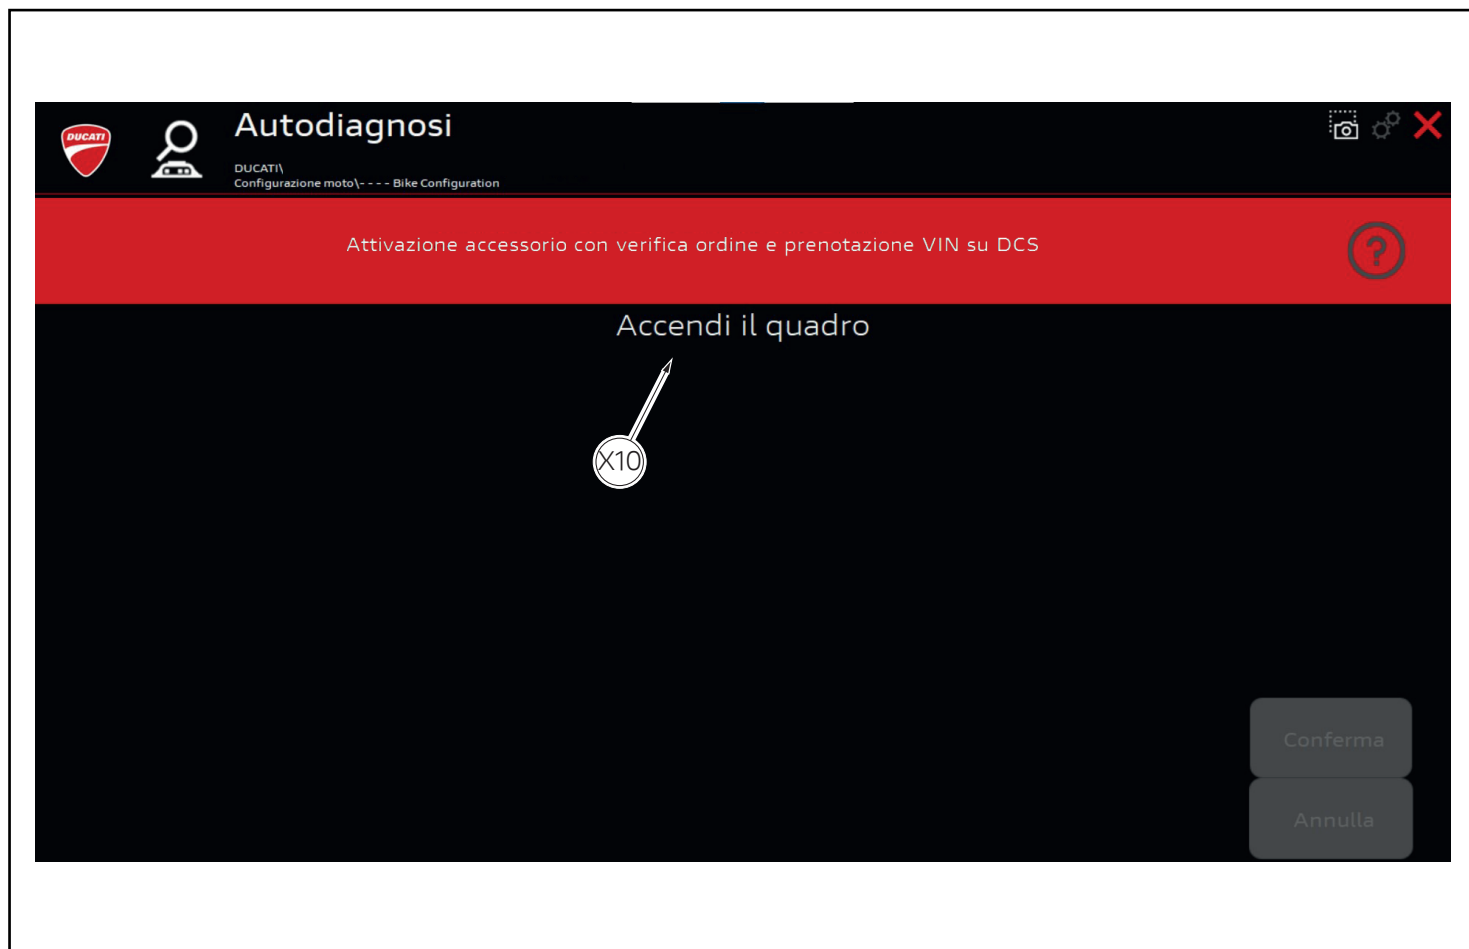 DUCATI
Autodiagnosi
DUCATI\
Configurazione moto\- - - - Bike Configuration
Attivazione accessorio con verifica ordine e prenotazione VIN su DCS
?
Accendi il quadro
X10
Conferma
Annulla